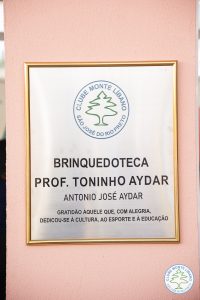 CLUBE MONTE LÍBANO
SÃO JOSÉ DO RIO PRETO
BRINQUEDOTECA
PROF. TONINHO AYDAR
ANTONIO JOSÉ AYDAR
GRATIDÃO ÀQUELE QUE, COM ALEGRIA,
DEDICOU-SE À CULTURA, AO ESPORTE E À EDUCAÇÃO